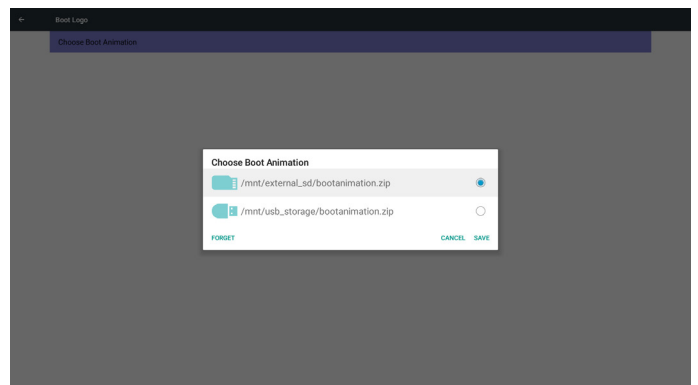 Boot Logo
Choose Boot Animation
Choose Boot Animation
/mnt/external_sd/bootanimation.zip
/mnt/usb_storage/bootanimation.zip
FORGET CANCEL SAVE